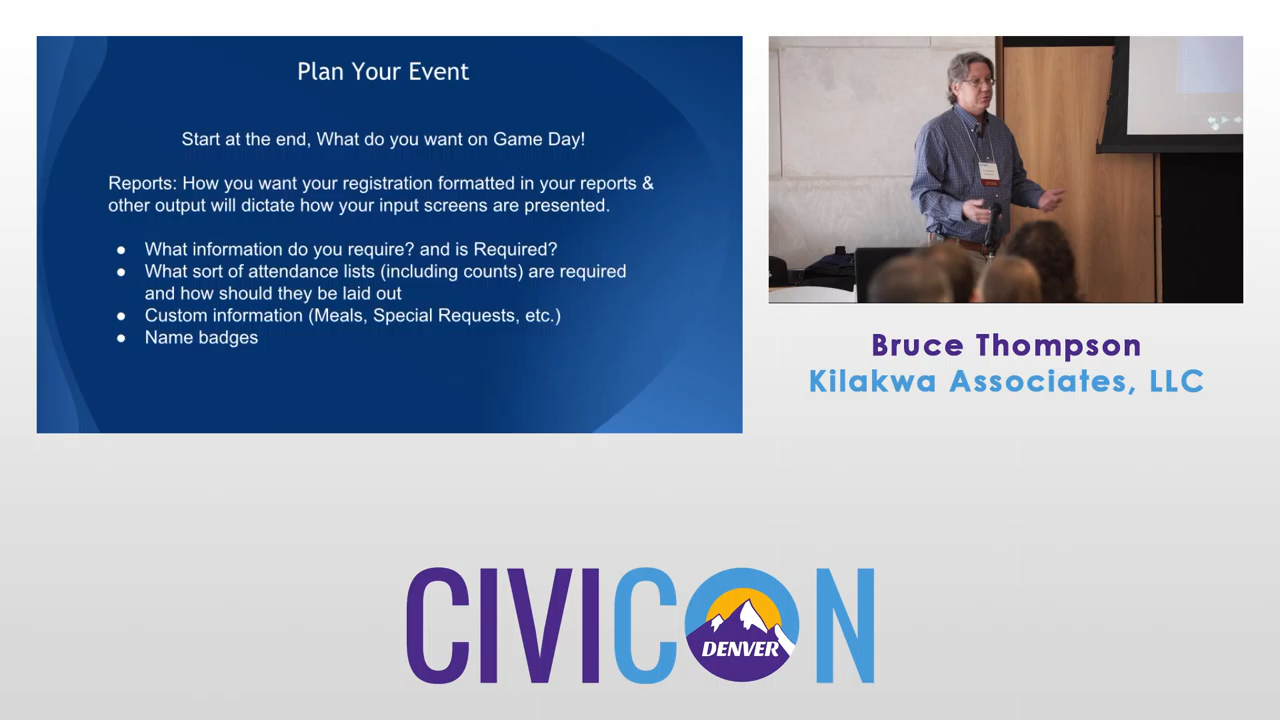 Plan Your Event
Start at the end, What do you want on Game Day!
Reports: How you want your registration formatted in your reports &
other output will dictate how your input screens are presented.
● What information do you require? and is Required?
● What sort of attendance lists (including counts) are required
and how should they be laid out
● Custom information (Meals, Special Requests, etc.)
● Name badges
Bruce Thompson
Kilakwa Associates, LLC
CIVICON
DENVER